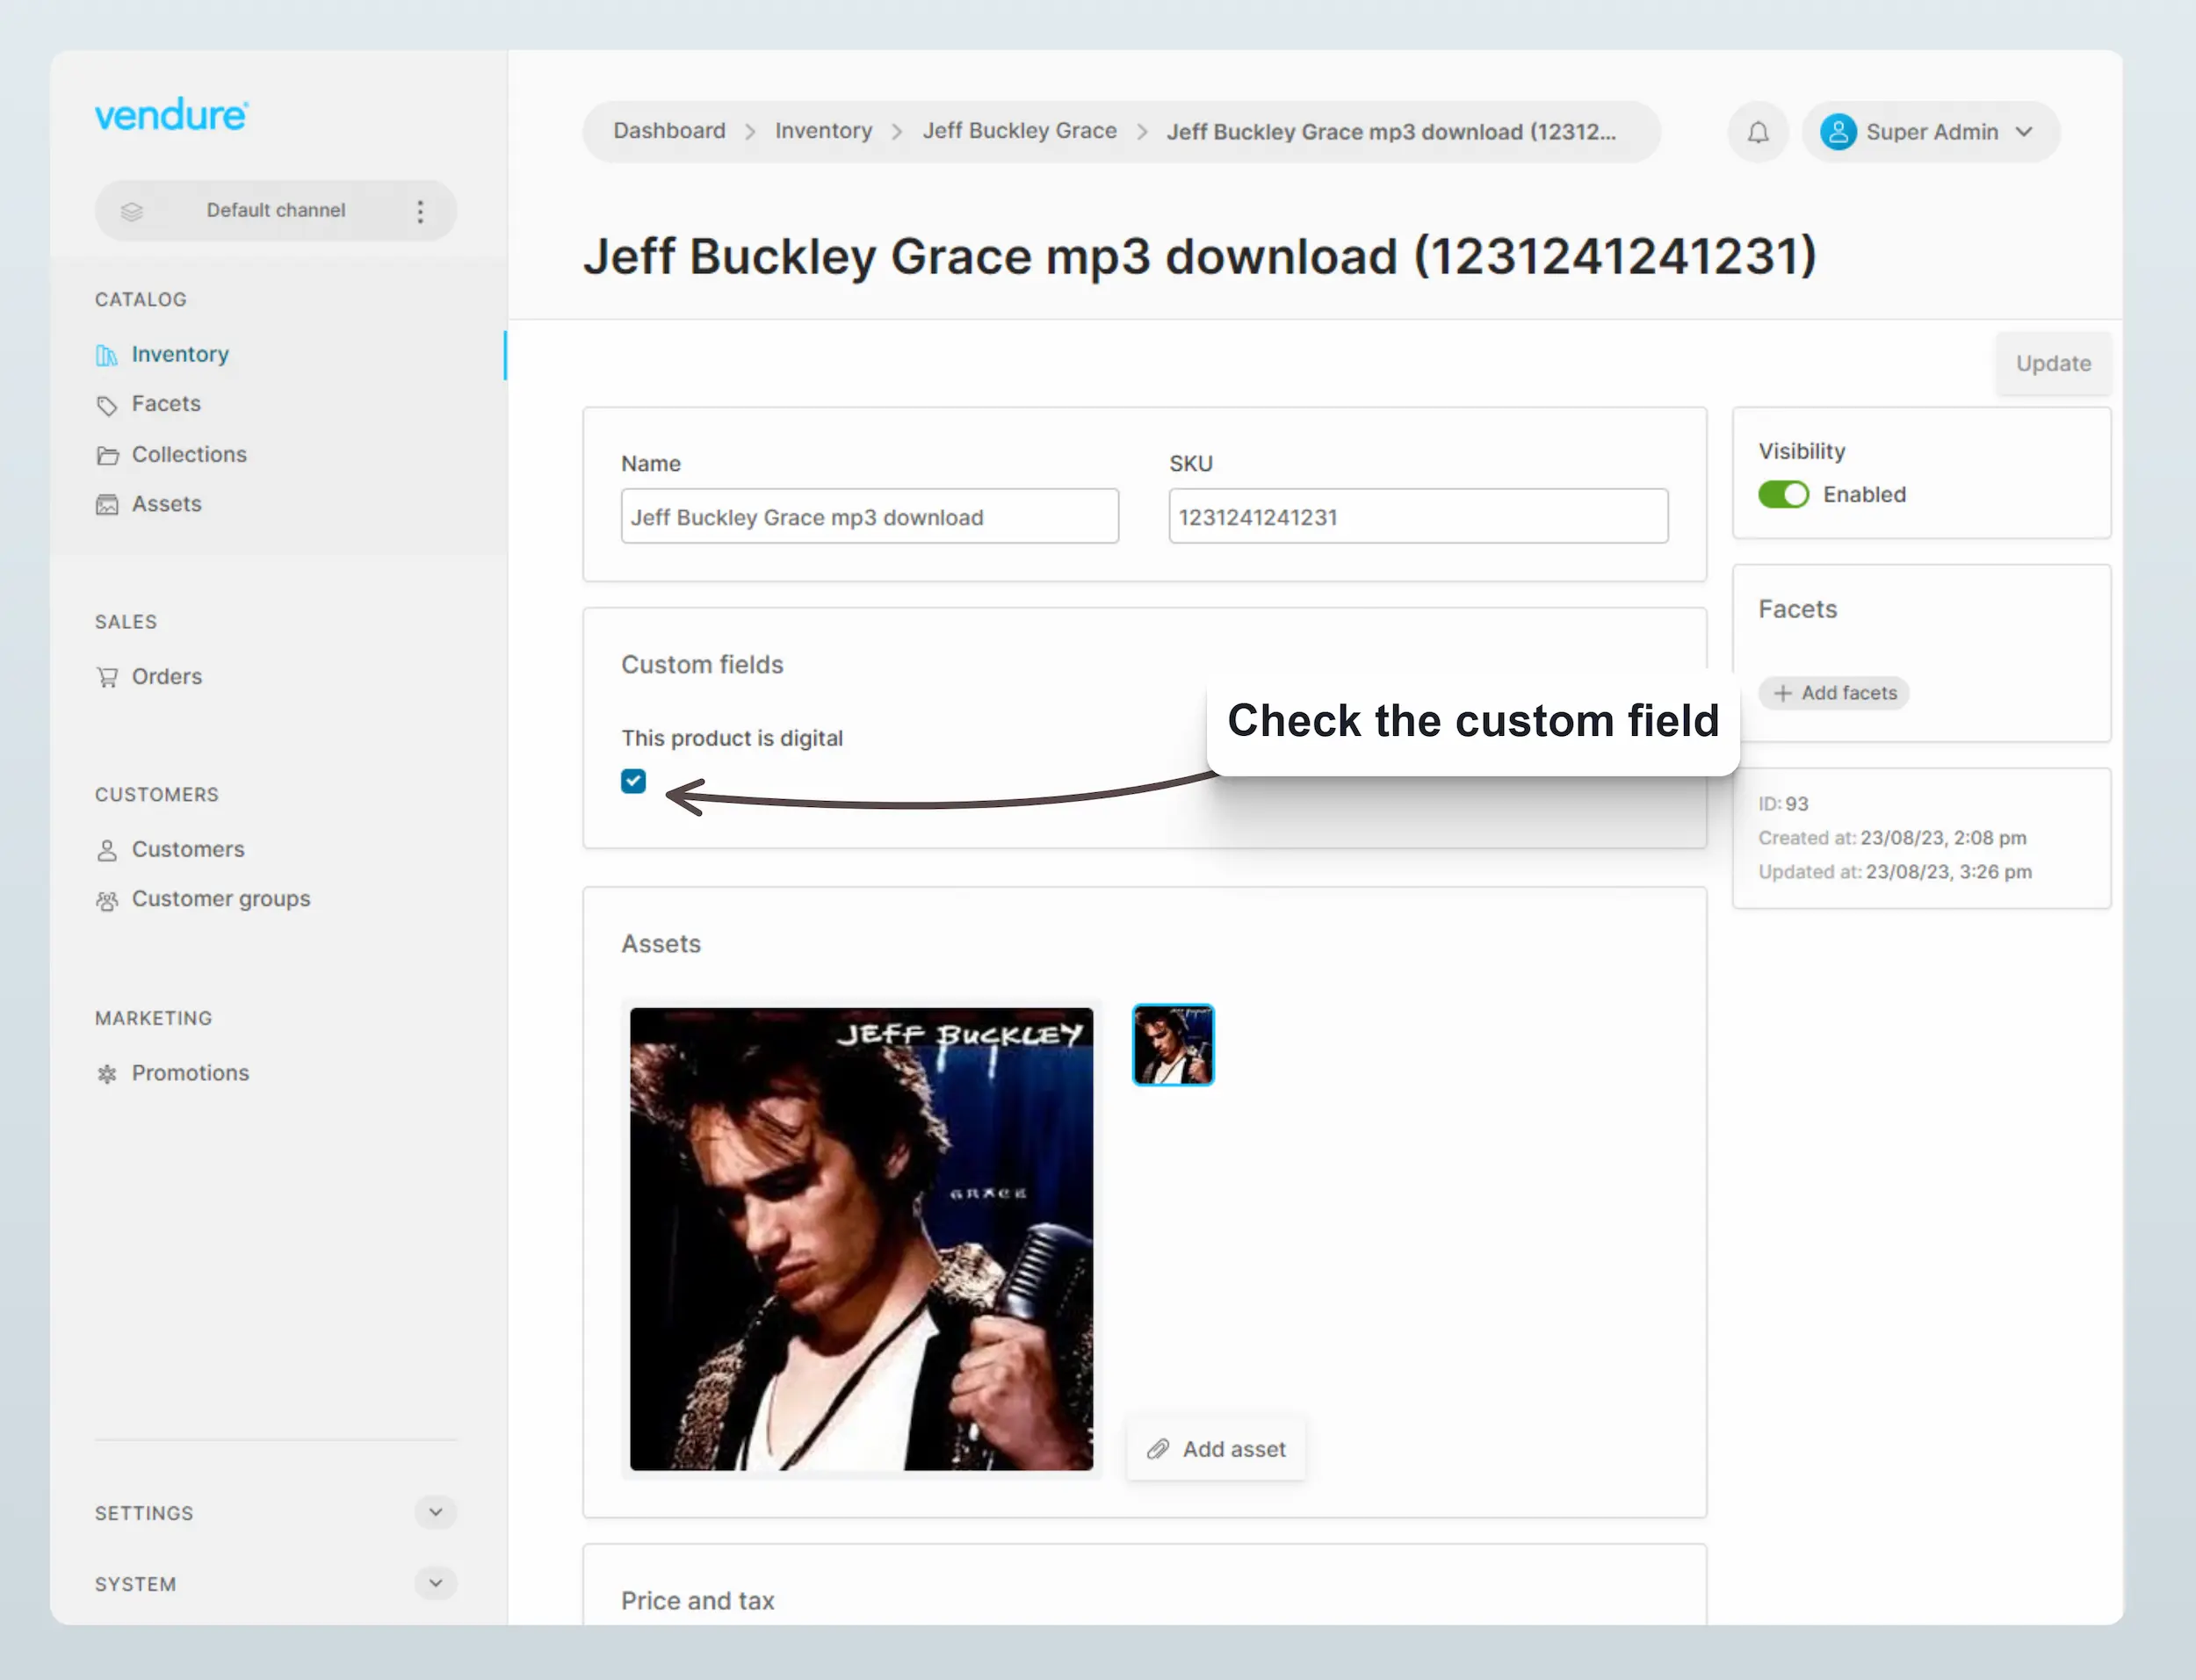 vendure
Default channel
CATALOG
Inventory
Facets
Collections
Assets
SALES
Orders
CUSTOMERS
Customers
Customer groups
MARKETING
Promotions
SETTINGS
SYSTEM
Dashboard > Inventory > Jeff Buckley Grace > Jeff Buckley Grace mp3 download (12312...
Super Admin
Jeff Buckley Grace mp3 download (1231241241231)
Update
Name
Jeff Buckley Grace mp3 download
SKU
1231241241231
Custom fields
This product is digital
Check the custom field
Assets
JEFF BUCKLEY
GRACE
Add asset
Price and tax
Visibility
Enabled
Facets
Add facets
ID: 93
Created at: 23/08/23, 2:08 pm
Updated at: 23/08/23, 3:26 pm